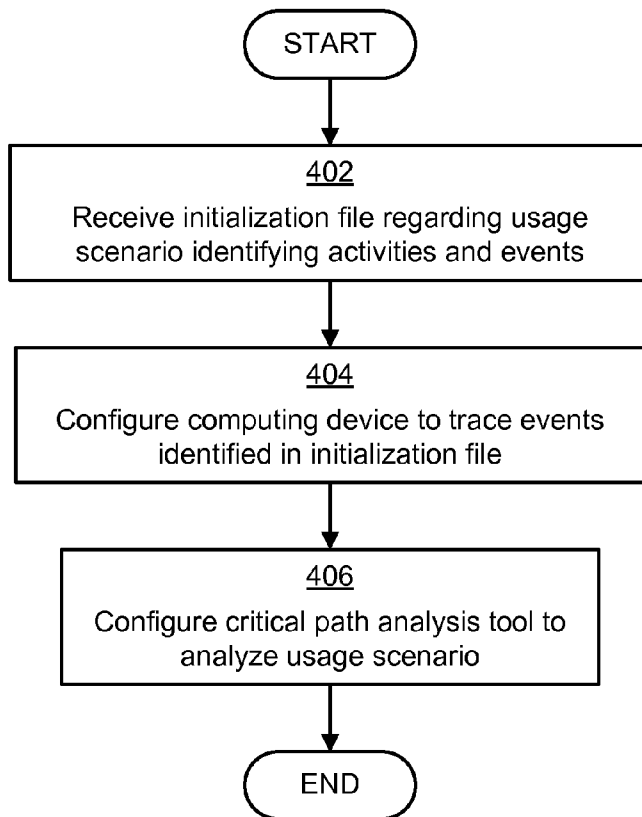 START
402
Receive initialization file regarding usage
scenario identifying activities and events
404
Configure computing device to trace events
identified in initialization file
406
Configure critical path analysis tool to
analyze usage scenario
END